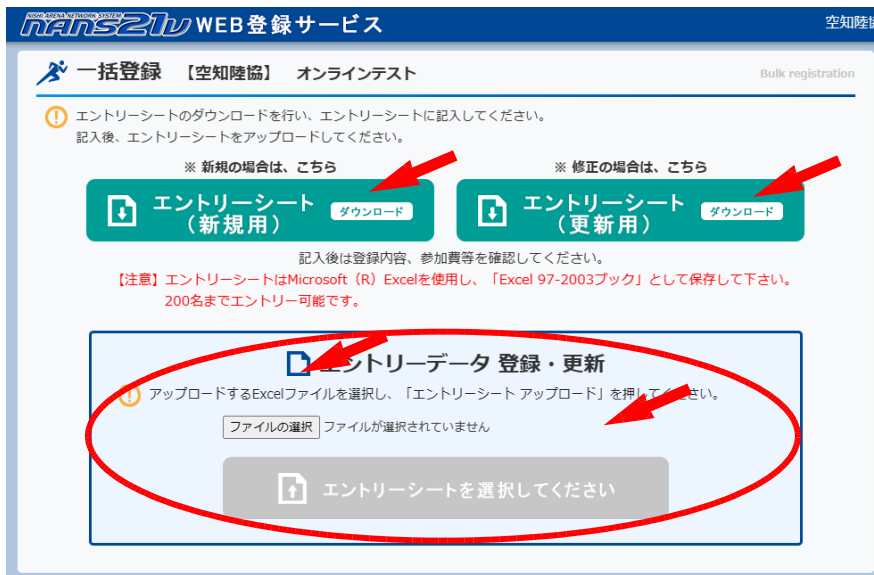 NISHI ARENA NETWORK SYSTEM
nans21v WEB登録サービス
空知陸
一括登録 【空知陸協】 オンラインテスト
Bulk registration
エントリーシートのダウンロードを行い、エントリーシートに記入してください。
記入後、エントリーシートをアップロードしてください。
※ 新規の場合は、こちら
※ 修正の場合は、こちら
エントリーシート
（新規用）
ダウンロード
エントリーシート
（更新用）
ダウンロード
記入後は登録内容、参加費等を確認してください。
【注意】エントリーシートはMicrosoft（R）Excelを使用し、「Excel 97-2003ブック」として保存して下さい。
200名までエントリー可能です。
エントリーデータ 登録・更新
アップロードするExcelファイルを選択し、「エントリーシート アップロード」を押してください。
ファイルの選択 ファイルが選択されていません
エントリーシートを選択してください